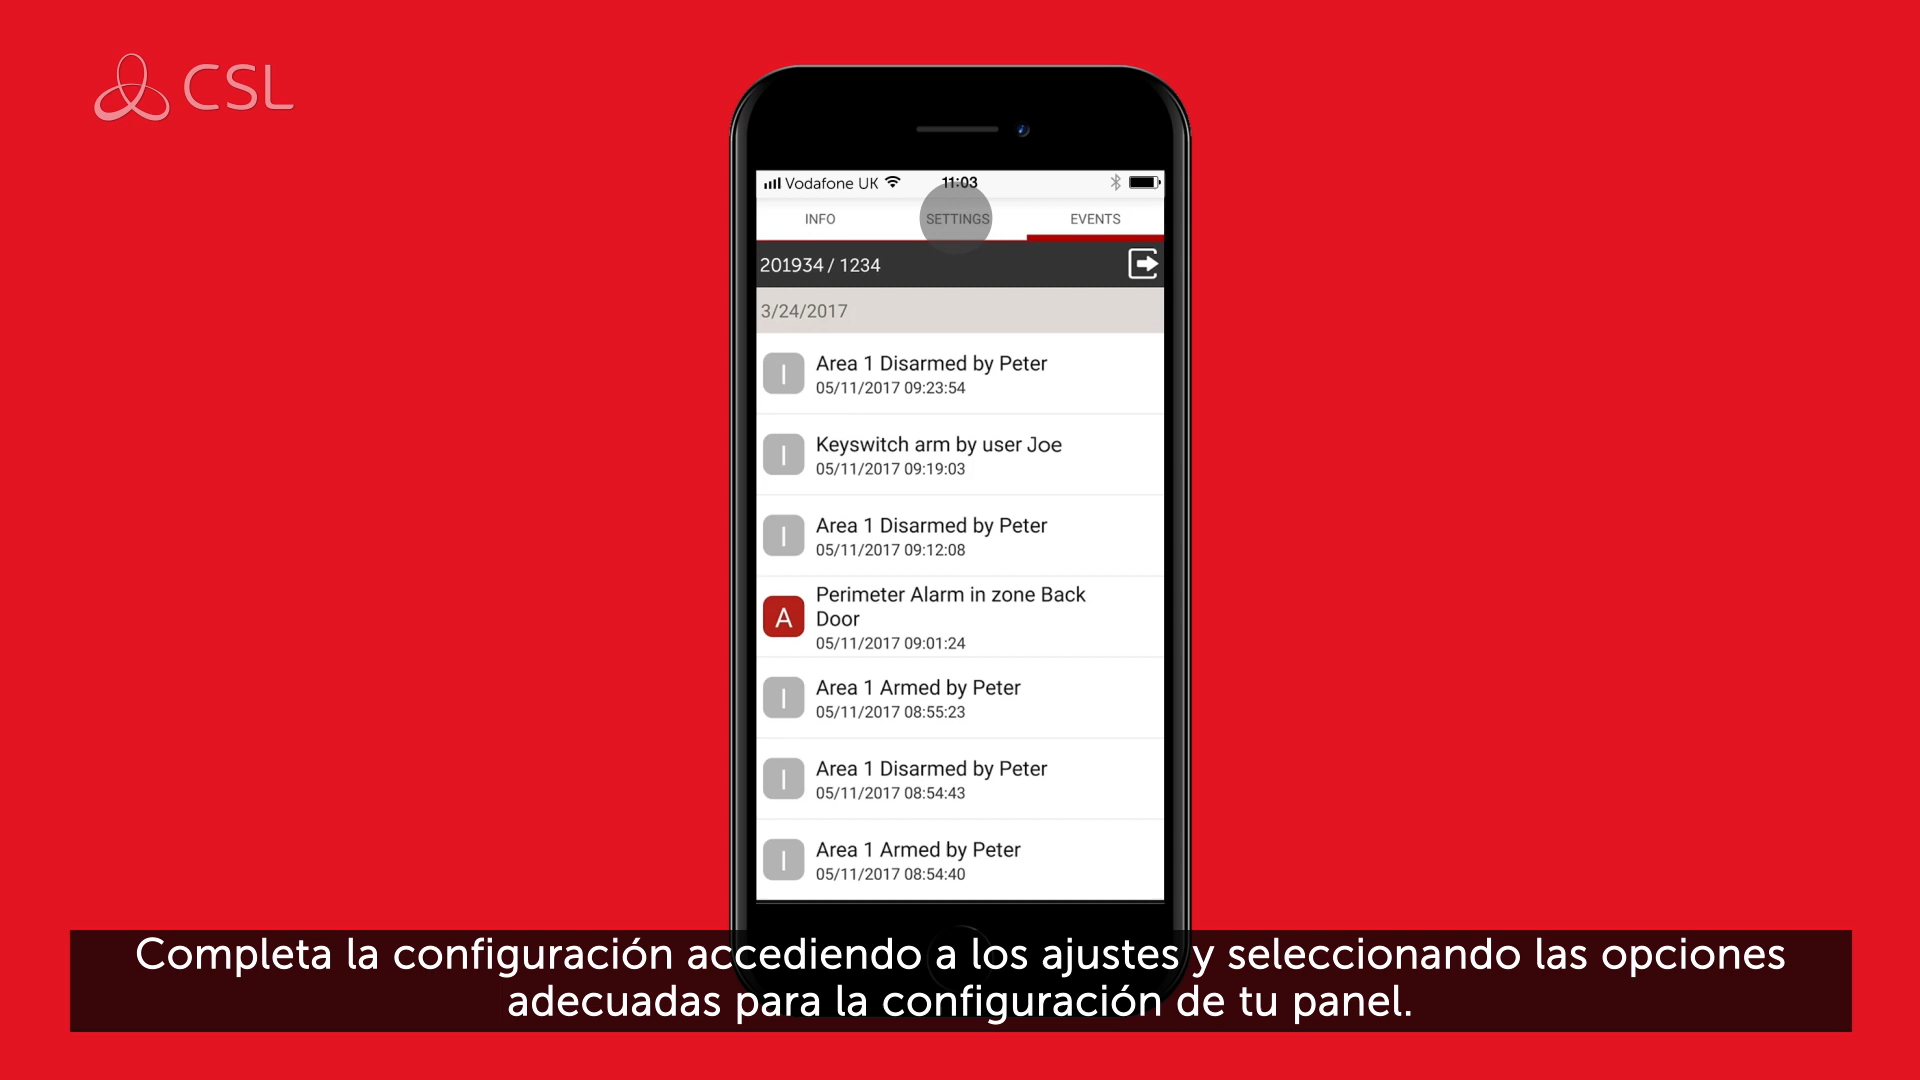 CSL
Vodafone UK
11:03
INFO
SETTINGS
EVENTS
201934 / 1234
3/24/2017
I
Area 1 Disarmed by Peter
05/11/2017 09:23:54
I
Keyswitch arm by user Joe
05/11/2017 09:19:03
I
Area 1 Disarmed by Peter
05/11/2017 09:12:08
A
Perimeter Alarm in zone Back
Door
05/11/2017 09:01:24
I
Area 1 Armed by Peter
05/11/2017 08:55:23
I
Area 1 Disarmed by Peter
05/11/2017 08:54:43
I
Area 1 Armed by Peter
05/11/2017 08:54:40
Completa la configuración accediendo a los ajustes y seleccionando las opciones
adecuadas para la configuración de tu panel.